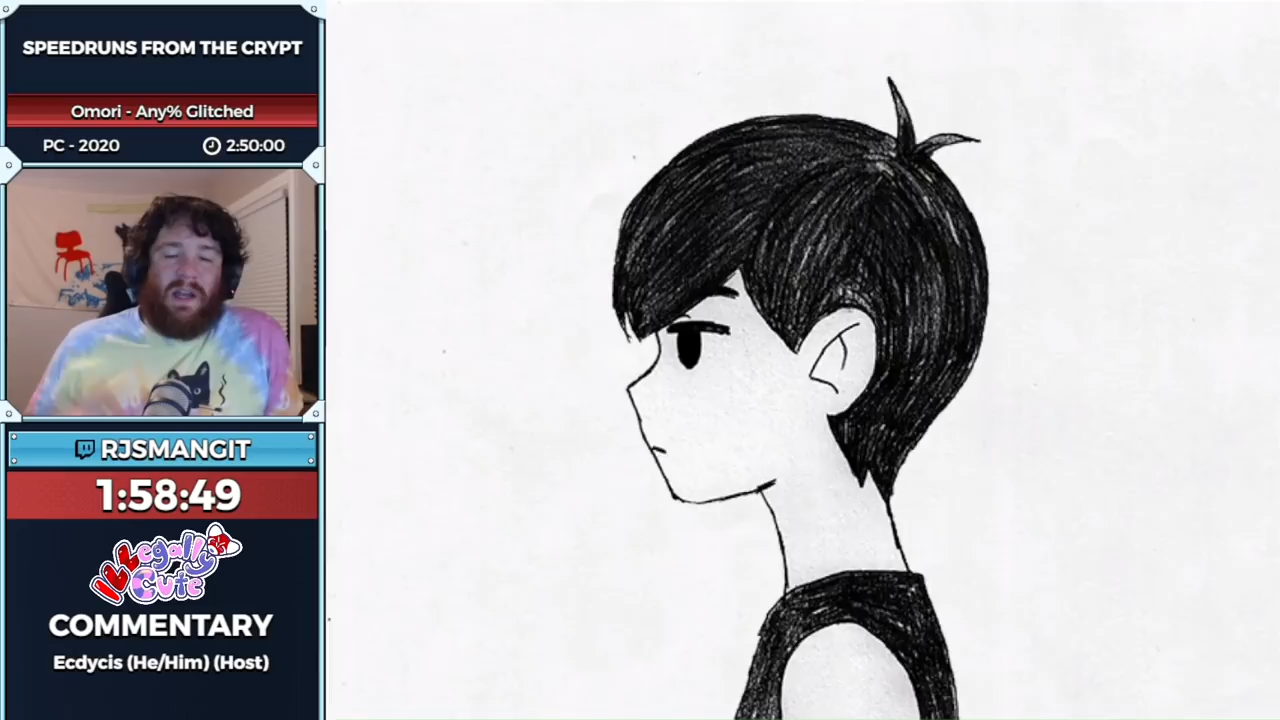 SPEEDRUNS FROM THE CRYPT
Omori - Any% Glitched
PC - 2020
2:50:00
RJSMANGIT
1:58:49
ILLegally
Cute
COMMENTARY
Ecdycis (He/Him) (Host)